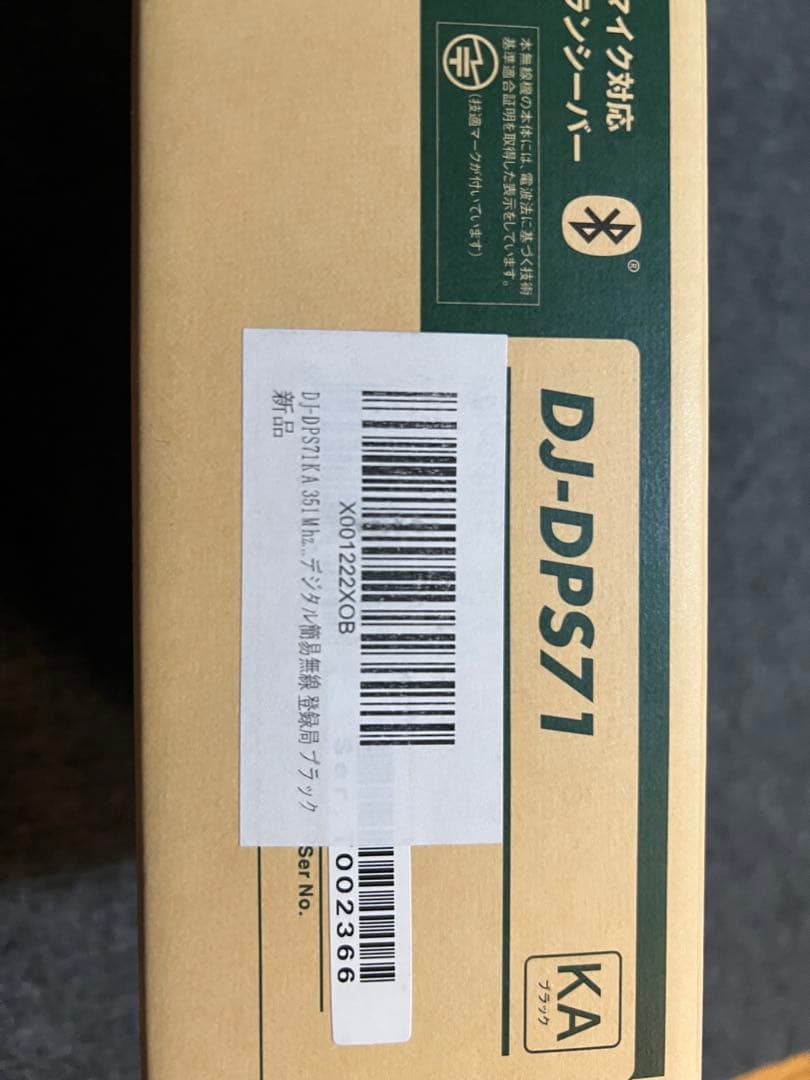 マイク対応
ランシーバー
®
本無線機の本体には、電波法に基づく技術
基準適合証明を取得した表示をしています。
(技適マークが付いています)
DJ-DPS71
KA
ブラック
X001222XOB
DJ-DPS71KA 351Mhz...デジタル簡易無線 登録局 ブラック
新品
Ser
002366
Ser No.